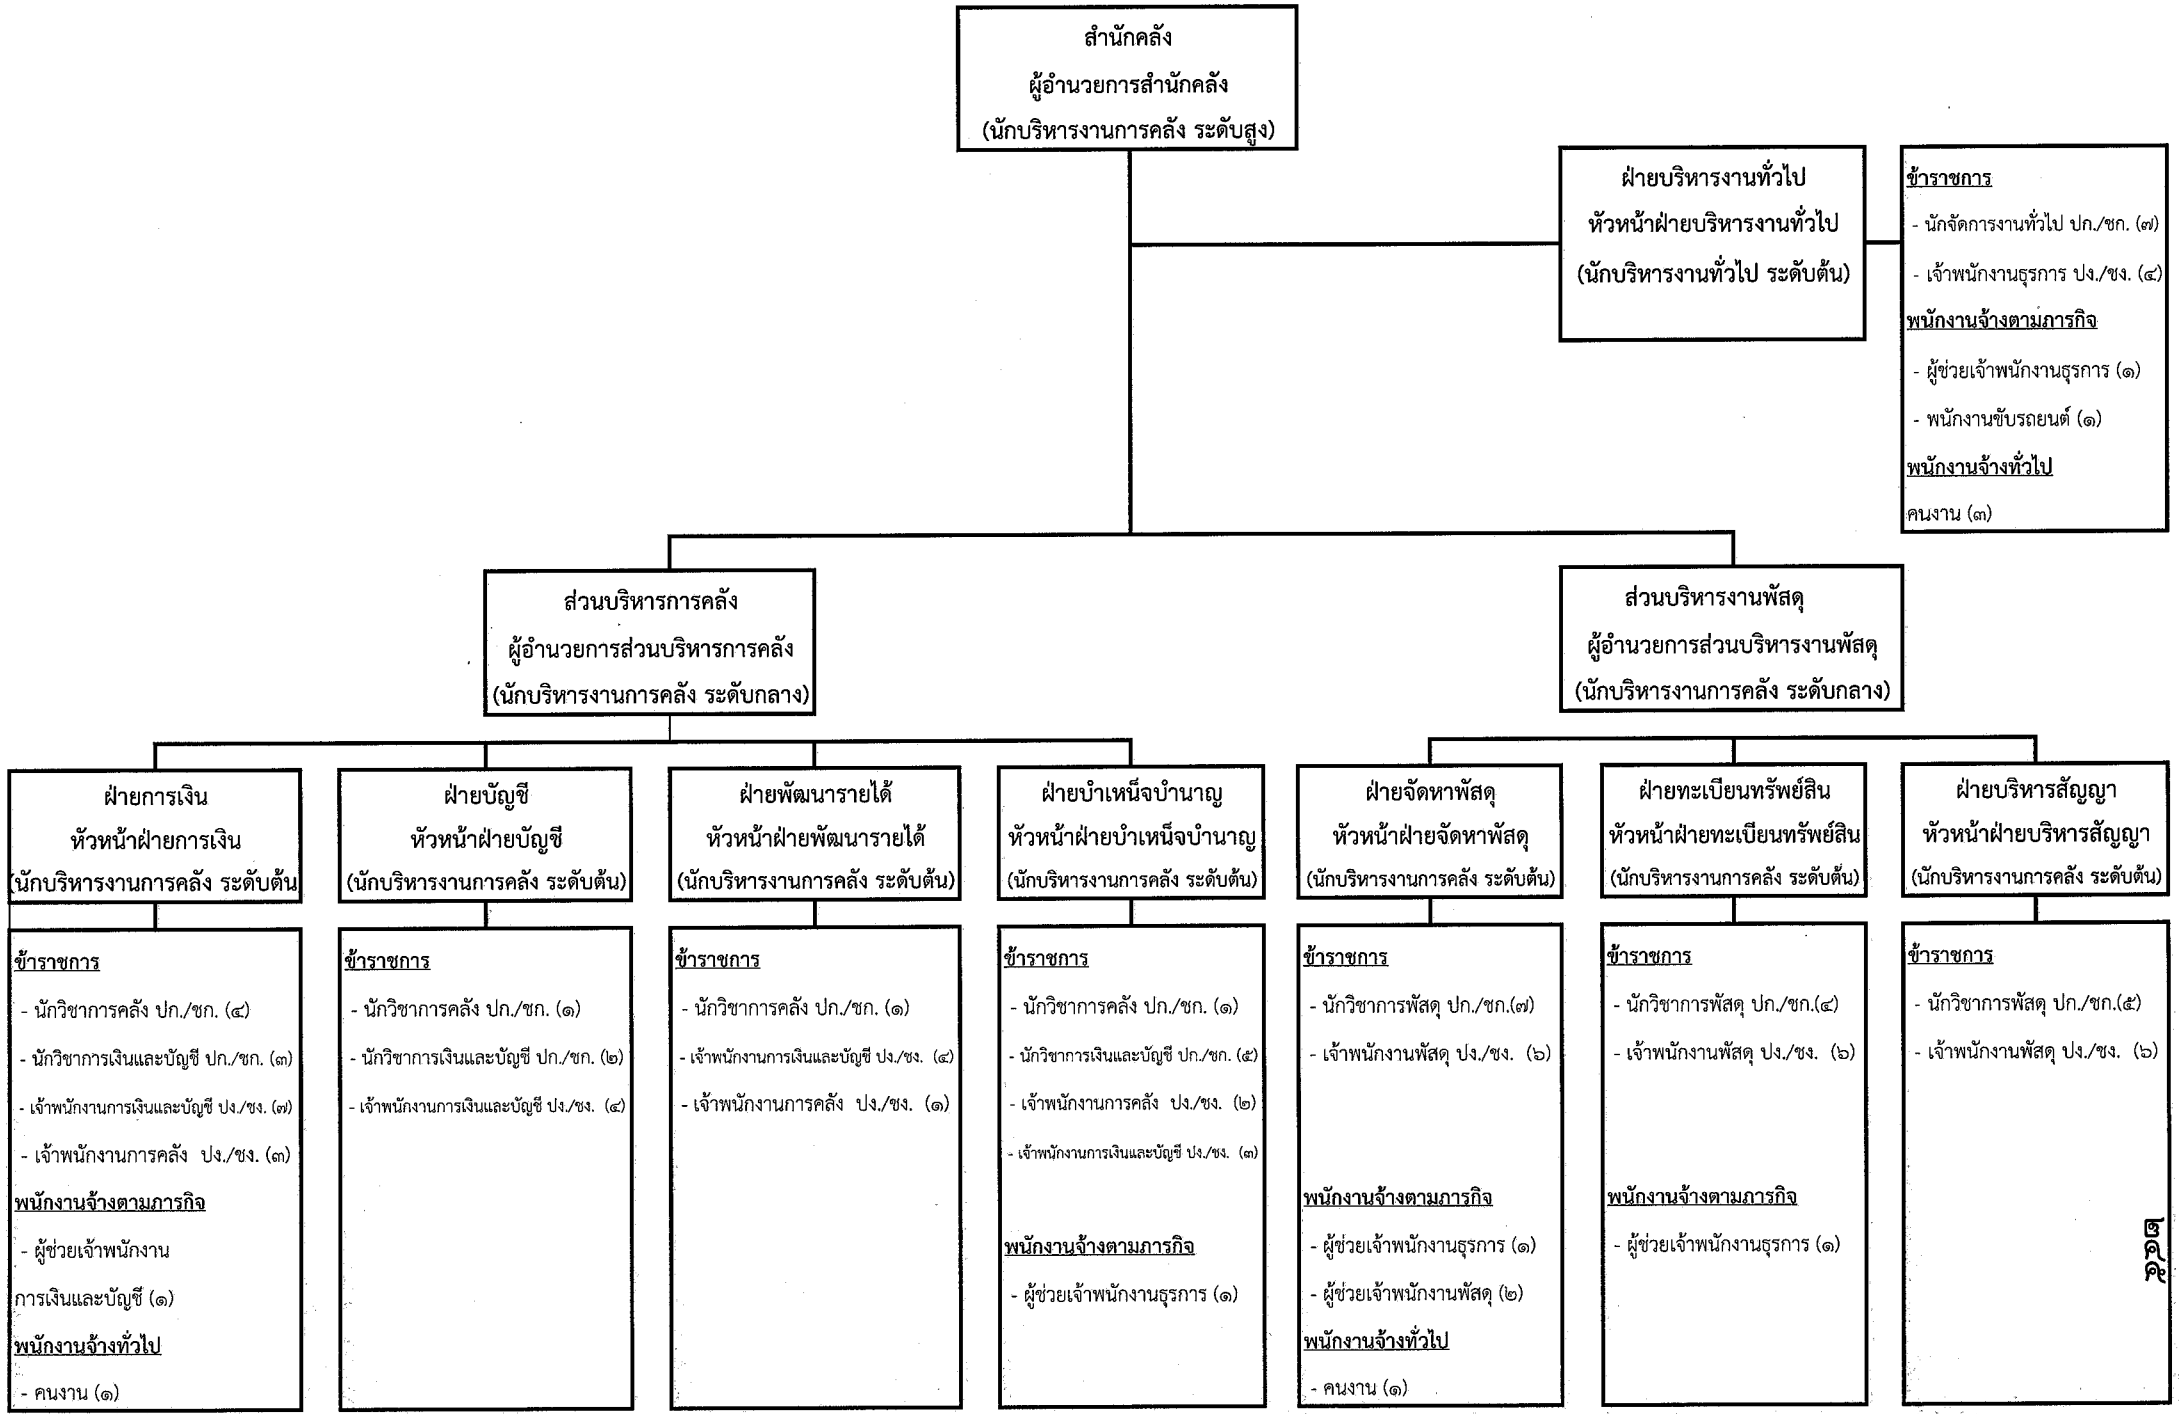 สำนักคลัง
ผู้อำนวยการสำนักคลัง
(นักบริหารงานการคลัง ระดับสูง)
ฝ่ายบริหารงานทั่วไป
หัวหน้าฝ่ายบริหารงานทั่วไป
(นักบริหารงานทั่วไป ระดับต้น)
ข้าราชการ
- นักจัดการงานทั่วไป ปก./ชก. (๗)
- เจ้าพนักงานธุรการ ปง./ชง. (๔)
พนักงานจ้างตามภารกิจ
- ผู้ช่วยเจ้าพนักงานธุรการ (๑)
- พนักงานขับรถยนต์ (๑)
พนักงานจ้างทั่วไป
คนงาน (๓)
ส่วนบริหารการคลัง
ผู้อำนวยการส่วนบริหารการคลัง
(นักบริหารงานการคลัง ระดับกลาง)
ส่วนบริหารงานพัสดุ
ผู้อำนวยการส่วนบริหารงานพัสดุ
(นักบริหารงานการคลัง ระดับกลาง)
ฝ่ายการเงิน
หัวหน้าฝ่ายการเงิน
(นักบริหารงานการคลัง ระดับต้น
ข้าราชการ
- นักวิชาการคลัง ปก./ชก. (๔)
- นักวิชาการเงินและบัญชี ปก./ชก. (๓)
- เจ้าพนักงานการเงินและบัญชี ปง./ชง. (๗)
- เจ้าพนักงานการคลัง ปง./ชง. (๓)
พนักงานจ้างตามภารกิจ
- ผู้ช่วยเจ้าพนักงาน
การเงินและบัญชี (๑)
พนักงานจ้างทั่วไป
- คนงาน (๑)
ฝ่ายบัญชี
หัวหน้าฝ่ายบัญชี
(นักบริหารงานการคลัง ระดับต้น)
ข้าราชการ
- นักวิชาการคลัง ปก./ชก. (๑)
- นักวิชาการเงินและบัญชี ปก./ชก. (๒)
- เจ้าพนักงานการเงินและบัญชี ปง./ชง. (๔)
ฝ่ายพัฒนารายได้
หัวหน้าฝ่ายพัฒนารายได้
(นักบริหารงานการคลัง ระดับต้น)
ข้าราชการ
- นักวิชาการคลัง ปก./ชก. (๑)
- เจ้าพนักงานการเงินและบัญชี ปง./ชง. (๔)
- เจ้าพนักงานการคลัง ปง./ชง. (๑)
ฝ่ายบำเหน็จบำนาญ
หัวหน้าฝ่ายบำเหน็จบำนาญ
(นักบริหารงานการคลัง ระดับต้น)
ข้าราชการ
- นักวิชาการคลัง ปก./ชก. (๑)
- นักวิชาการเงินและบัญชี ปก./ชก. (๕)
- เจ้าพนักงานการคลัง ปง./ชง. (๒)
- เจ้าพนักงานการเงินและบัญชี ปง./ชง. (๓)
พนักงานจ้างตามภารกิจ
- ผู้ช่วยเจ้าพนักงานธุรการ (๑)
ฝ่ายจัดหาพัสดุ
หัวหน้าฝ่ายจัดหาพัสดุ
(นักบริหารงานการคลัง ระดับต้น)
ข้าราชการ
- นักวิชาการพัสดุ ปก./ชก.(๗)
- เจ้าพนักงานพัสดุ ปง./ชง. (๖)
พนักงานจ้างตามภารกิจ
- ผู้ช่วยเจ้าพนักงานธุรการ (๑)
- ผู้ช่วยเจ้าพนักงานพัสดุ (๒)
พนักงานจ้างทั่วไป
- คนงาน (๑)
ฝ่ายทะเบียนทรัพย์สิน
หัวหน้าฝ่ายทะเบียนทรัพย์สิน
(นักบริหารงานการคลัง ระดับต้น)
ข้าราชการ
- นักวิชาการพัสดุ ปก./ชก.(๔)
- เจ้าพนักงานพัสดุ ปง./ชง. (๖)
พนักงานจ้างตามภารกิจ
- ผู้ช่วยเจ้าพนักงานธุรการ (๑)
ฝ่ายบริหารสัญญา
หัวหน้าฝ่ายบริหารสัญญา
(นักบริหารงานการคลัง ระดับต้น)
ข้าราชการ
- นักวิชาการพัสดุ ปก./ชก.(๕)
- เจ้าพนักงานพัสดุ ปง./ชง. (๖)
๒๔๕